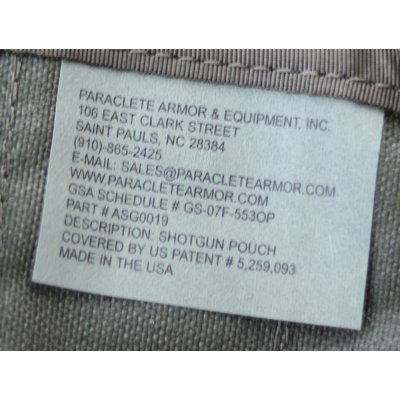 PARACLETE ARMOR & EQUIPMENT, INC.
106 EAST CLARK STREET
SAINT PAULS, NC 28384
(910)-865-2425
E-MAIL: SALES@PARACLETEARMOR.COM
WWW.PARACLETEARMOR.COM
GSA SCHEDULE # GS-07F-553OP
PART # ASG0019
DESCRIPTION: SHOTGUN POUCH
COVERED BY US PATENT # 5,259,093
MADE IN THE USA